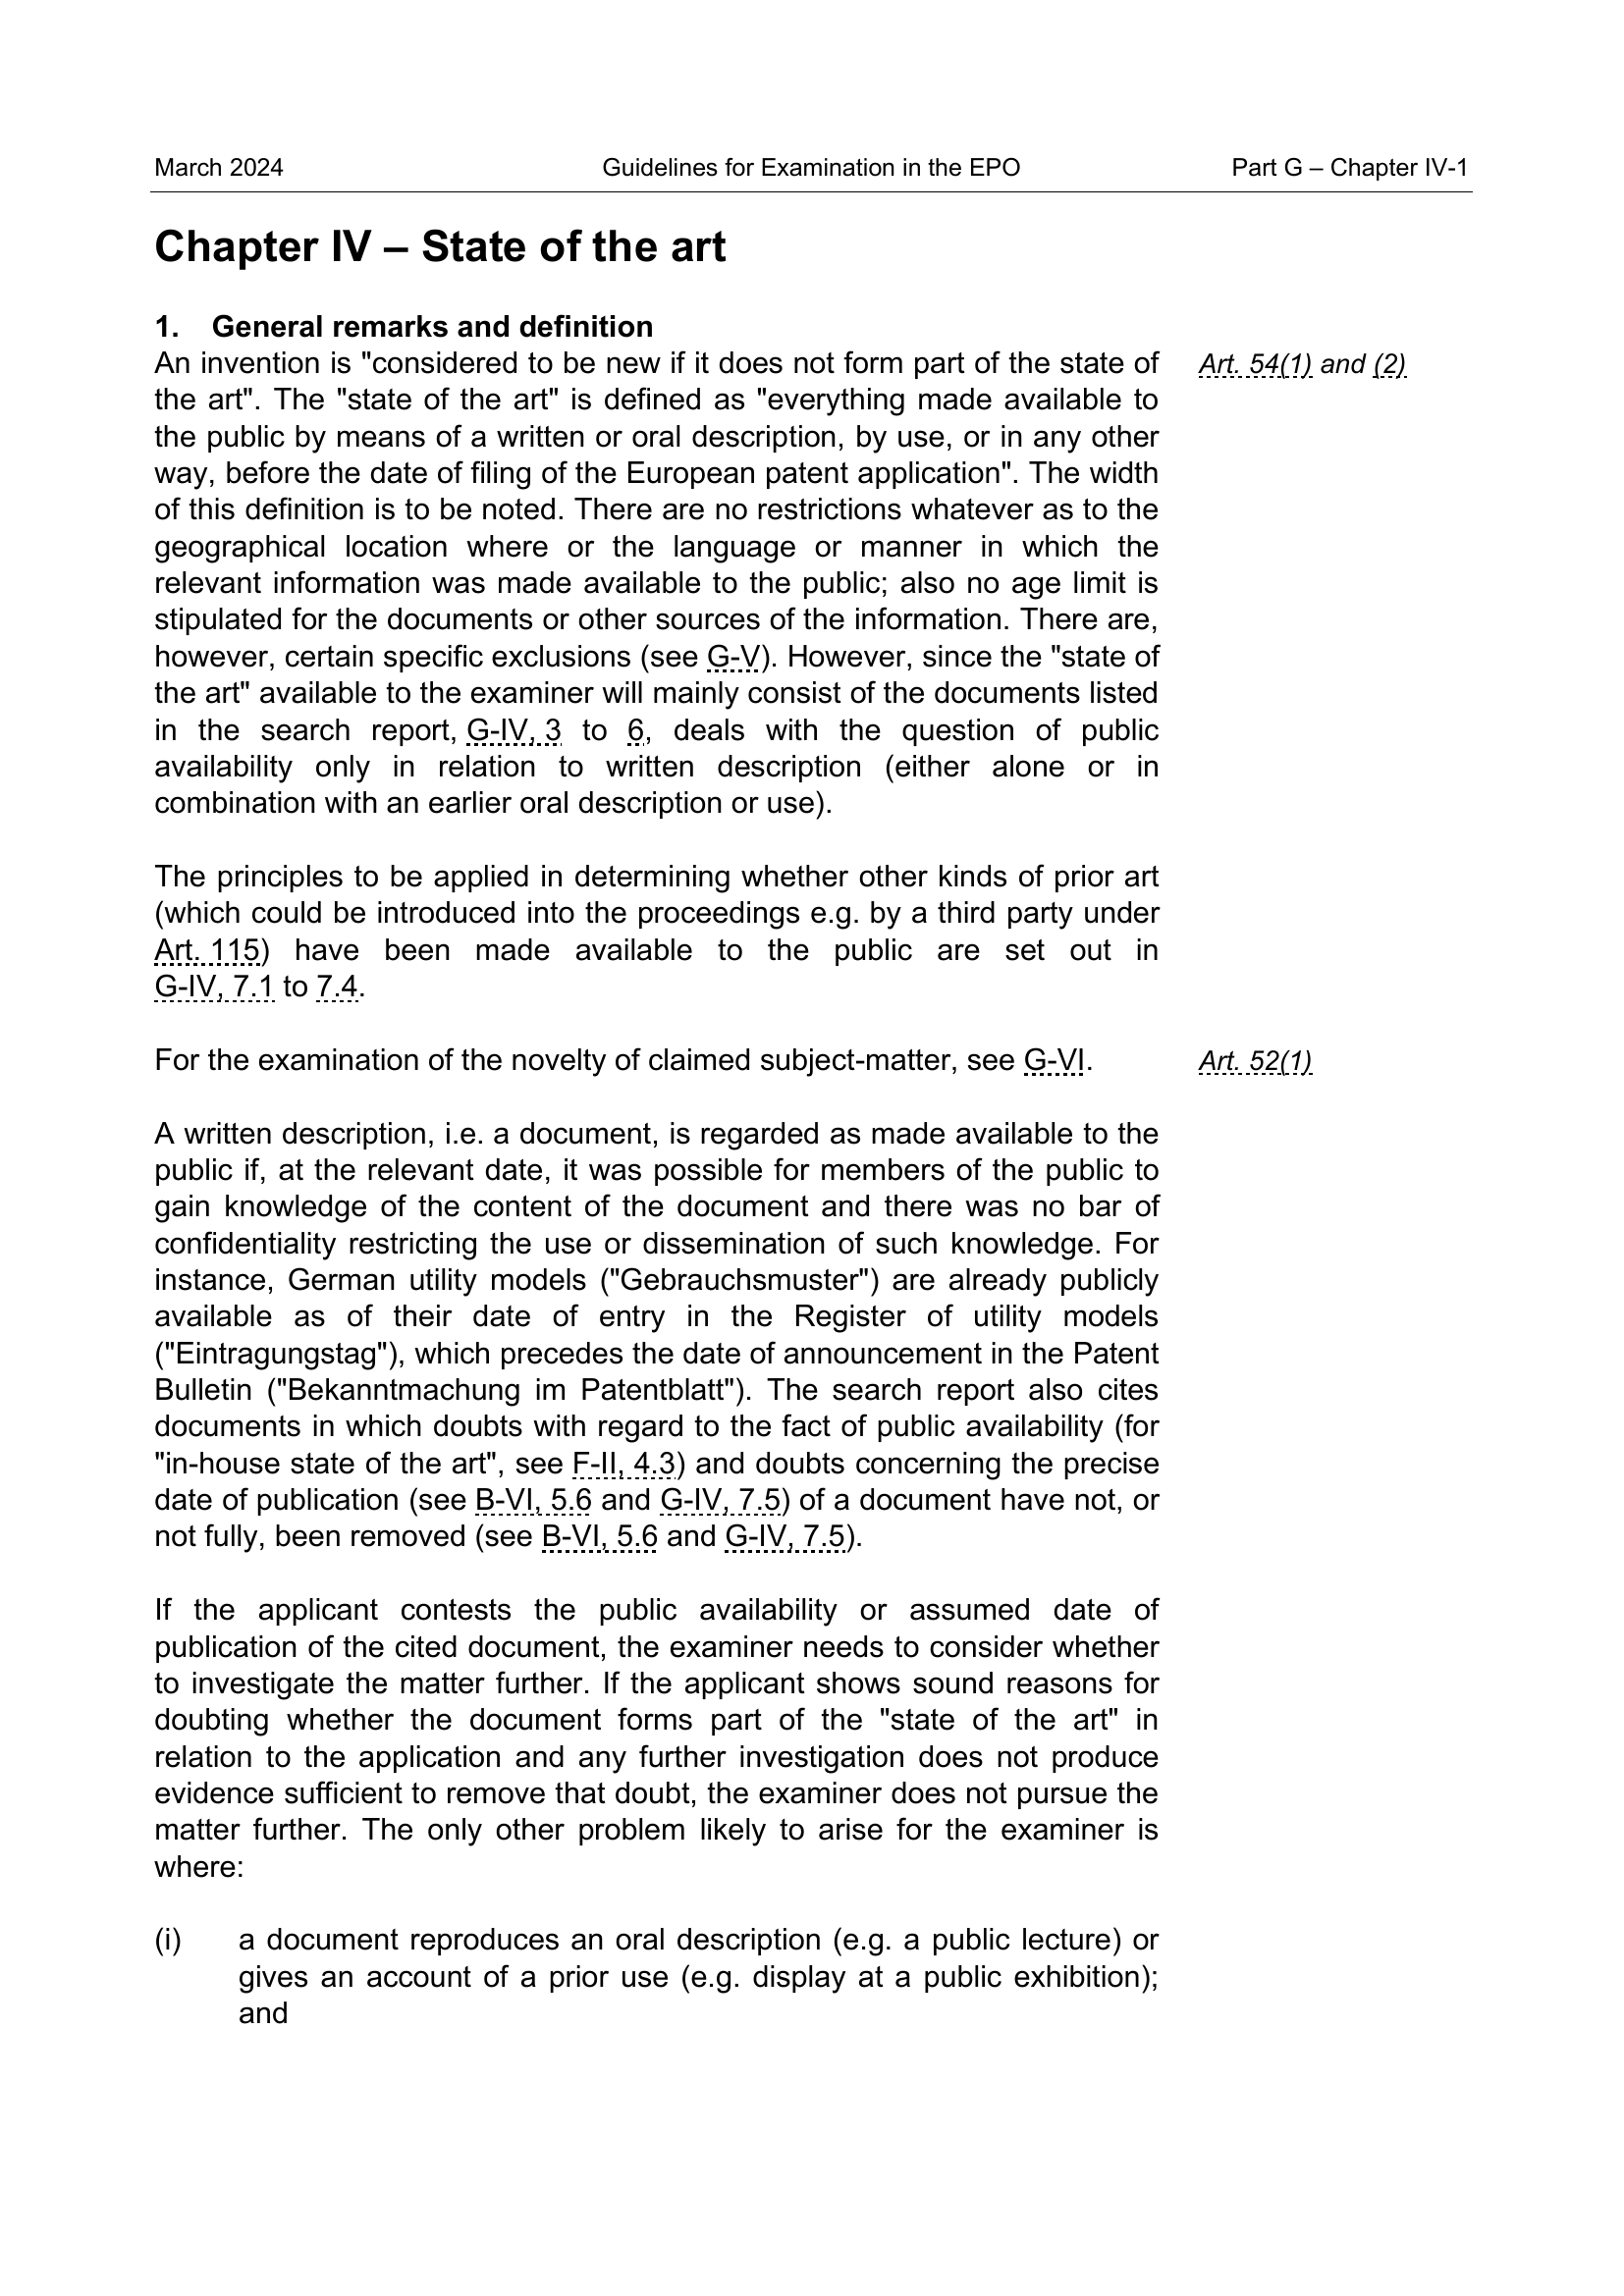 March 2024 Guidelines for Examination in the EPO Part G – Chapter IV-1
Chapter IV – State of the art
1. General remarks and definition
An invention is "considered to be new if it does not form part of the state of Art. 54(1) and (2)
the art". The "state of the art" is defined as "everything made available to
the public by means of a written or oral description, by use, or in any other
way, before the date of filing of the European patent application". The width
of this definition is to be noted. There are no restrictions whatever as to the
geographical location where or the language or manner in which the
relevant information was made available to the public; also no age limit is
stipulated for the documents or other sources of the information. There are,
however, certain specific exclusions (see G-V). However, since the "state of
the art" available to the examiner will mainly consist of the documents listed
in the search report, G-IV, 3 to 6, deals with the question of public
availability only in relation to written description (either alone or in
combination with an earlier oral description or use).
The principles to be applied in determining whether other kinds of prior art
(which could be introduced into the proceedings e.g. by a third party under
Art. 115) have been made available to the public are set out in
G-IV, 7.1 to 7.4.
For the examination of the novelty of claimed subject-matter, see G-VI. Art. 52(1)
A written description, i.e. a document, is regarded as made available to the
public if, at the relevant date, it was possible for members of the public to
gain knowledge of the content of the document and there was no bar of
confidentiality restricting the use or dissemination of such knowledge. For
instance, German utility models ("Gebrauchsmuster") are already publicly
available as of their date of entry in the Register of utility models
("Eintragungstag"), which precedes the date of announcement in the Patent
Bulletin ("Bekanntmachung im Patentblatt"). The search report also cites
documents in which doubts with regard to the fact of public availability (for
"in-house state of the art", see F-II, 4.3) and doubts concerning the precise
date of publication (see B-VI, 5.6 and G-IV, 7.5) of a document have not, or
not fully, been removed (see B-VI, 5.6 and G-IV, 7.5).
If the applicant contests the public availability or assumed date of
publication of the cited document, the examiner needs to consider whether
to investigate the matter further. If the applicant shows sound reasons for
doubting whether the document forms part of the "state of the art" in
relation to the application and any further investigation does not produce
evidence sufficient to remove that doubt, the examiner does not pursue the
matter further. The only other problem likely to arise for the examiner is
where:
(i) a document reproduces an oral description (e.g. a public lecture) or
gives an account of a prior use (e.g. display at a public exhibition);
and